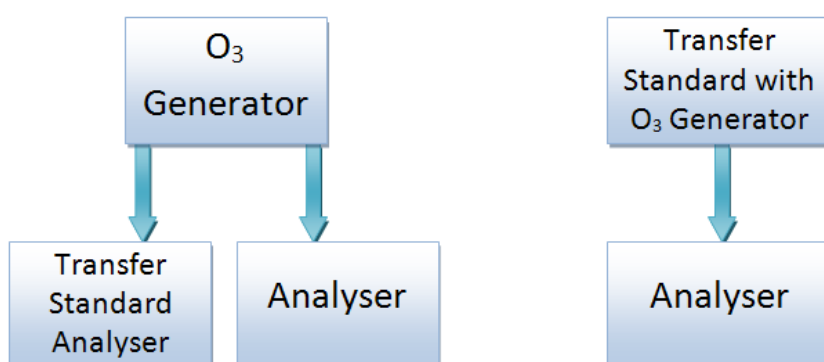 O₃
Generator
Transfer
Standard
Analyser
Analyser
Transfer
Standard with
O₃ Generator
Analyser